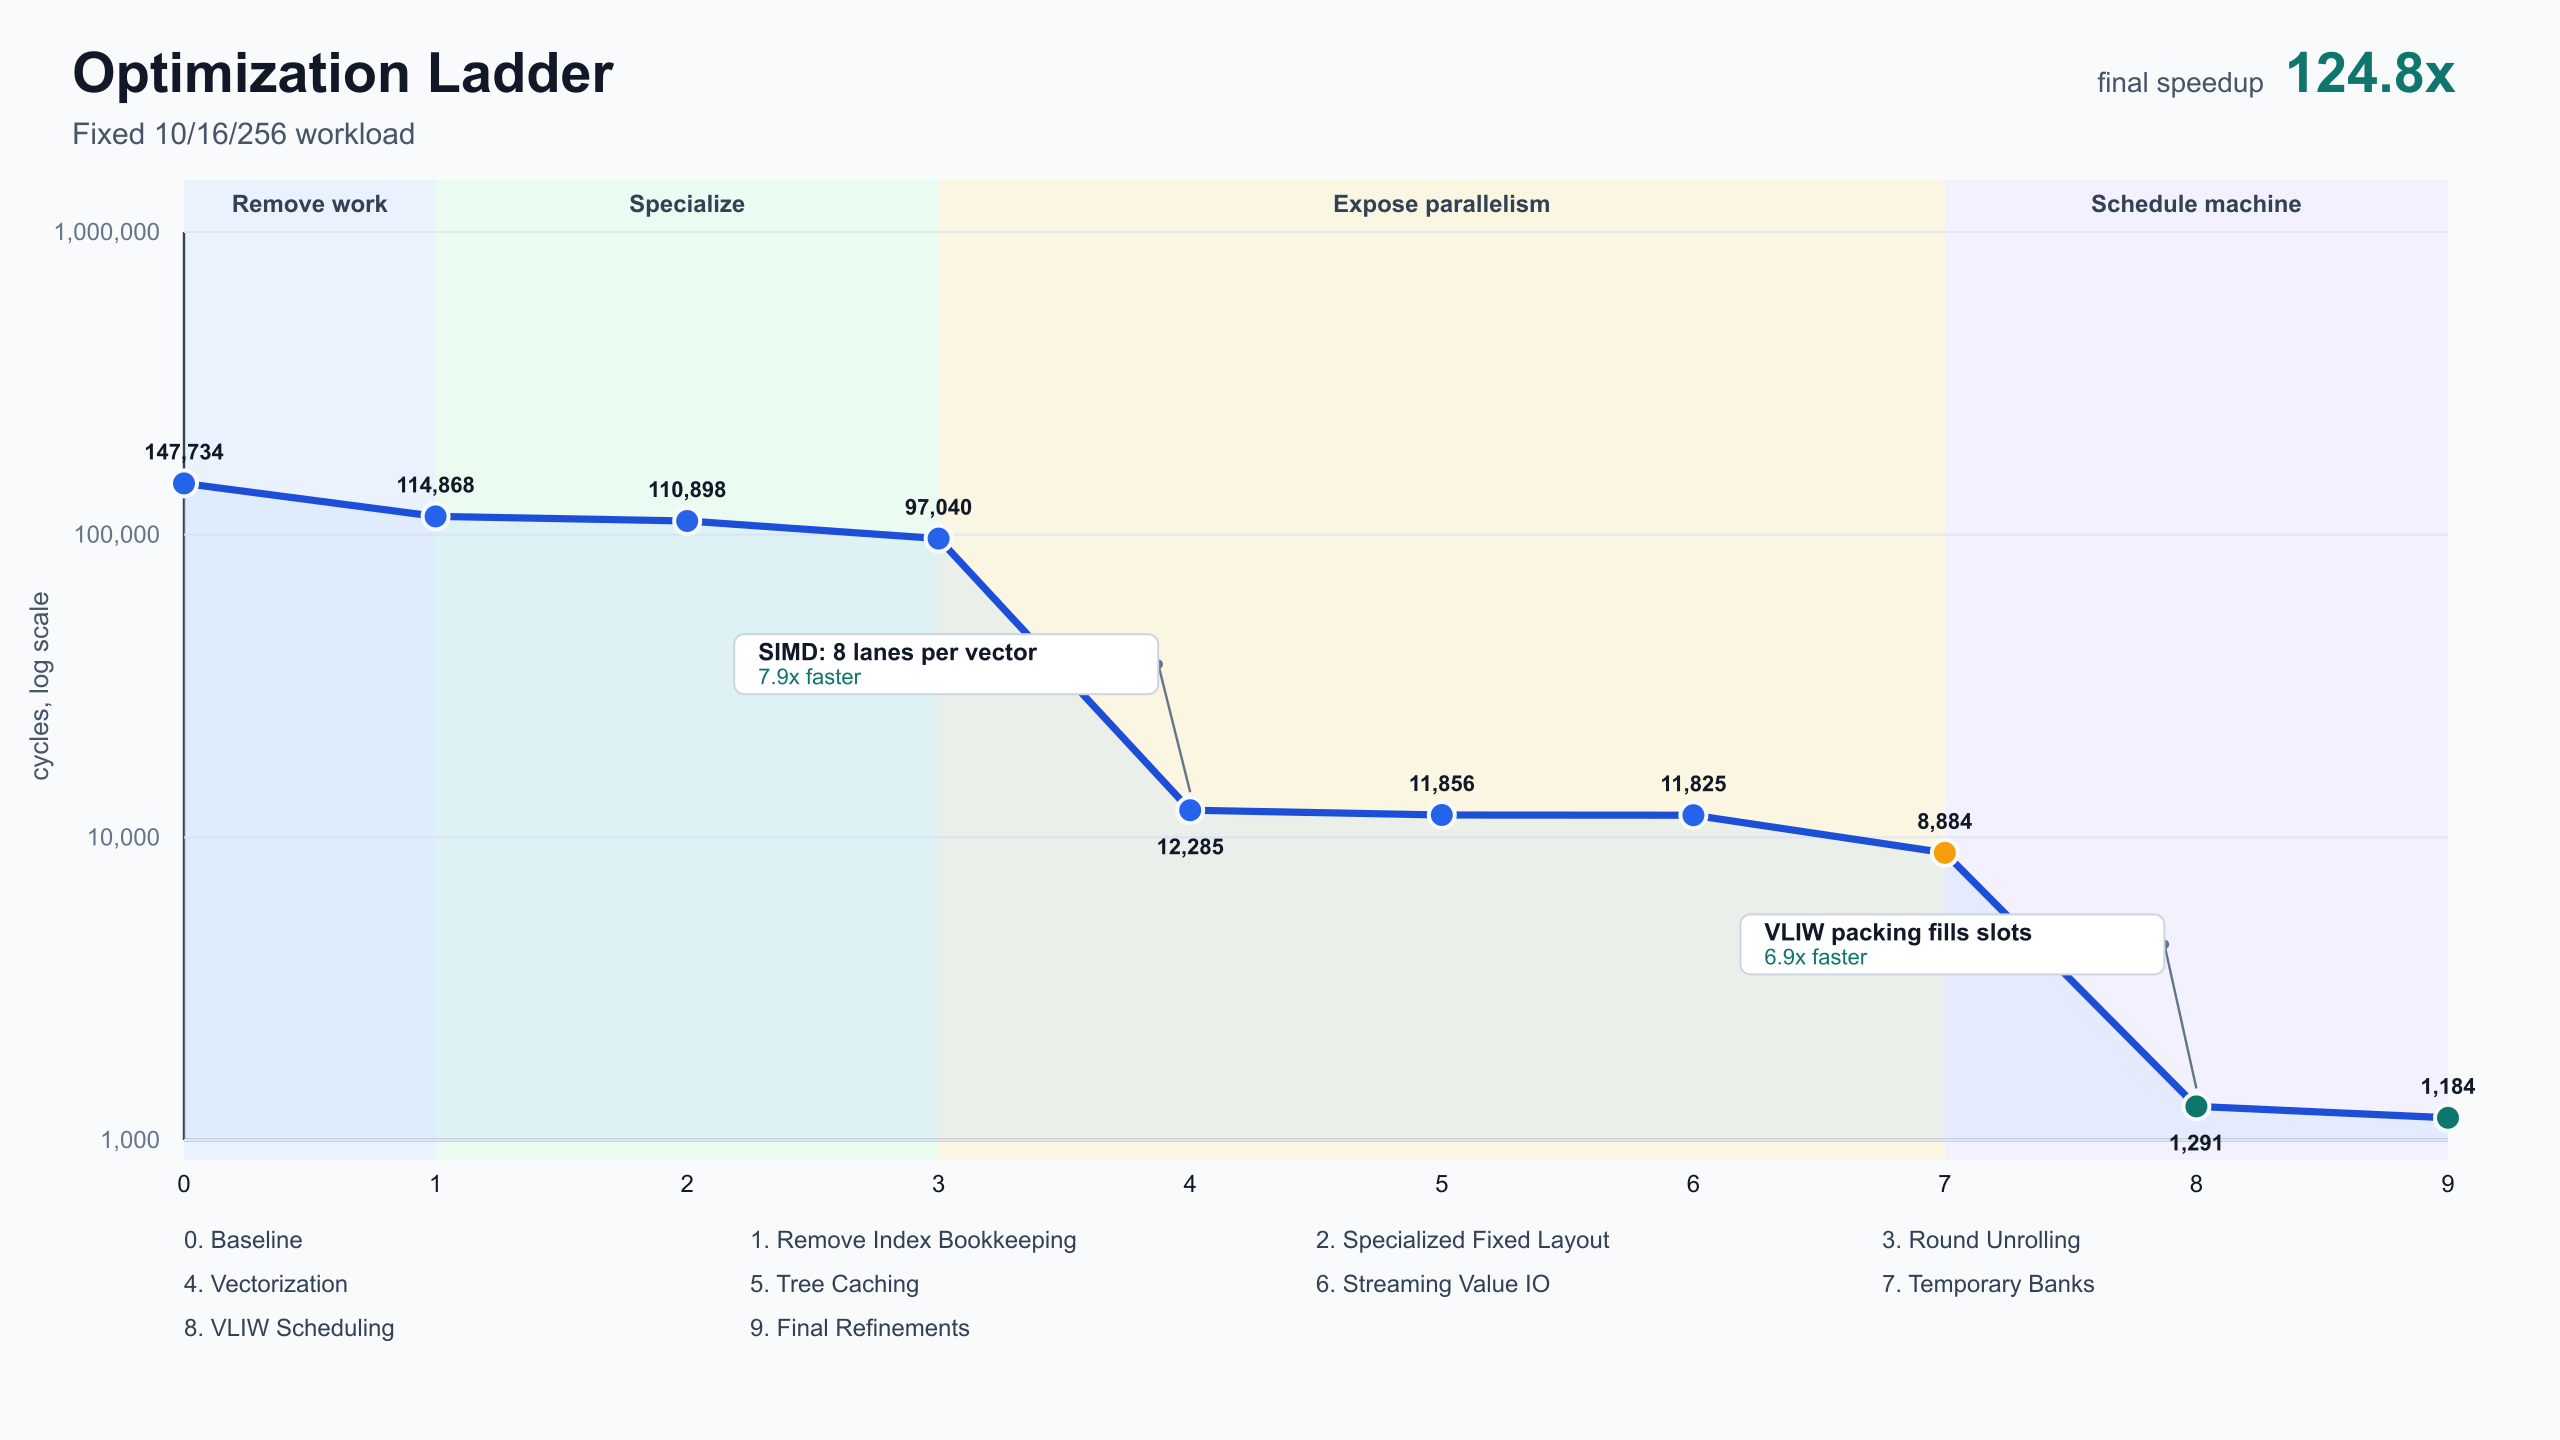 Optimization Ladder
final speedup 124.8x
Fixed 10/16/256 workload
Remove work
Specialize
Expose parallelism
Schedule machine
1,000,000
100,000
10,000
1,000
cycles, log scale
147,734
114,868
110,898
97,040
SIMD: 8 lanes per vector
7.9x faster
12,285
11,856
11,825
8,884
VLIW packing fills slots
6.9x faster
1,291
1,184
0 1 2 3 4 5 6 7 8 9
0. Baseline
1. Remove Index Bookkeeping
2. Specialized Fixed Layout
3. Round Unrolling
4. Vectorization
5. Tree Caching
6. Streaming Value IO
7. Temporary Banks
8. VLIW Scheduling
9. Final Refinements